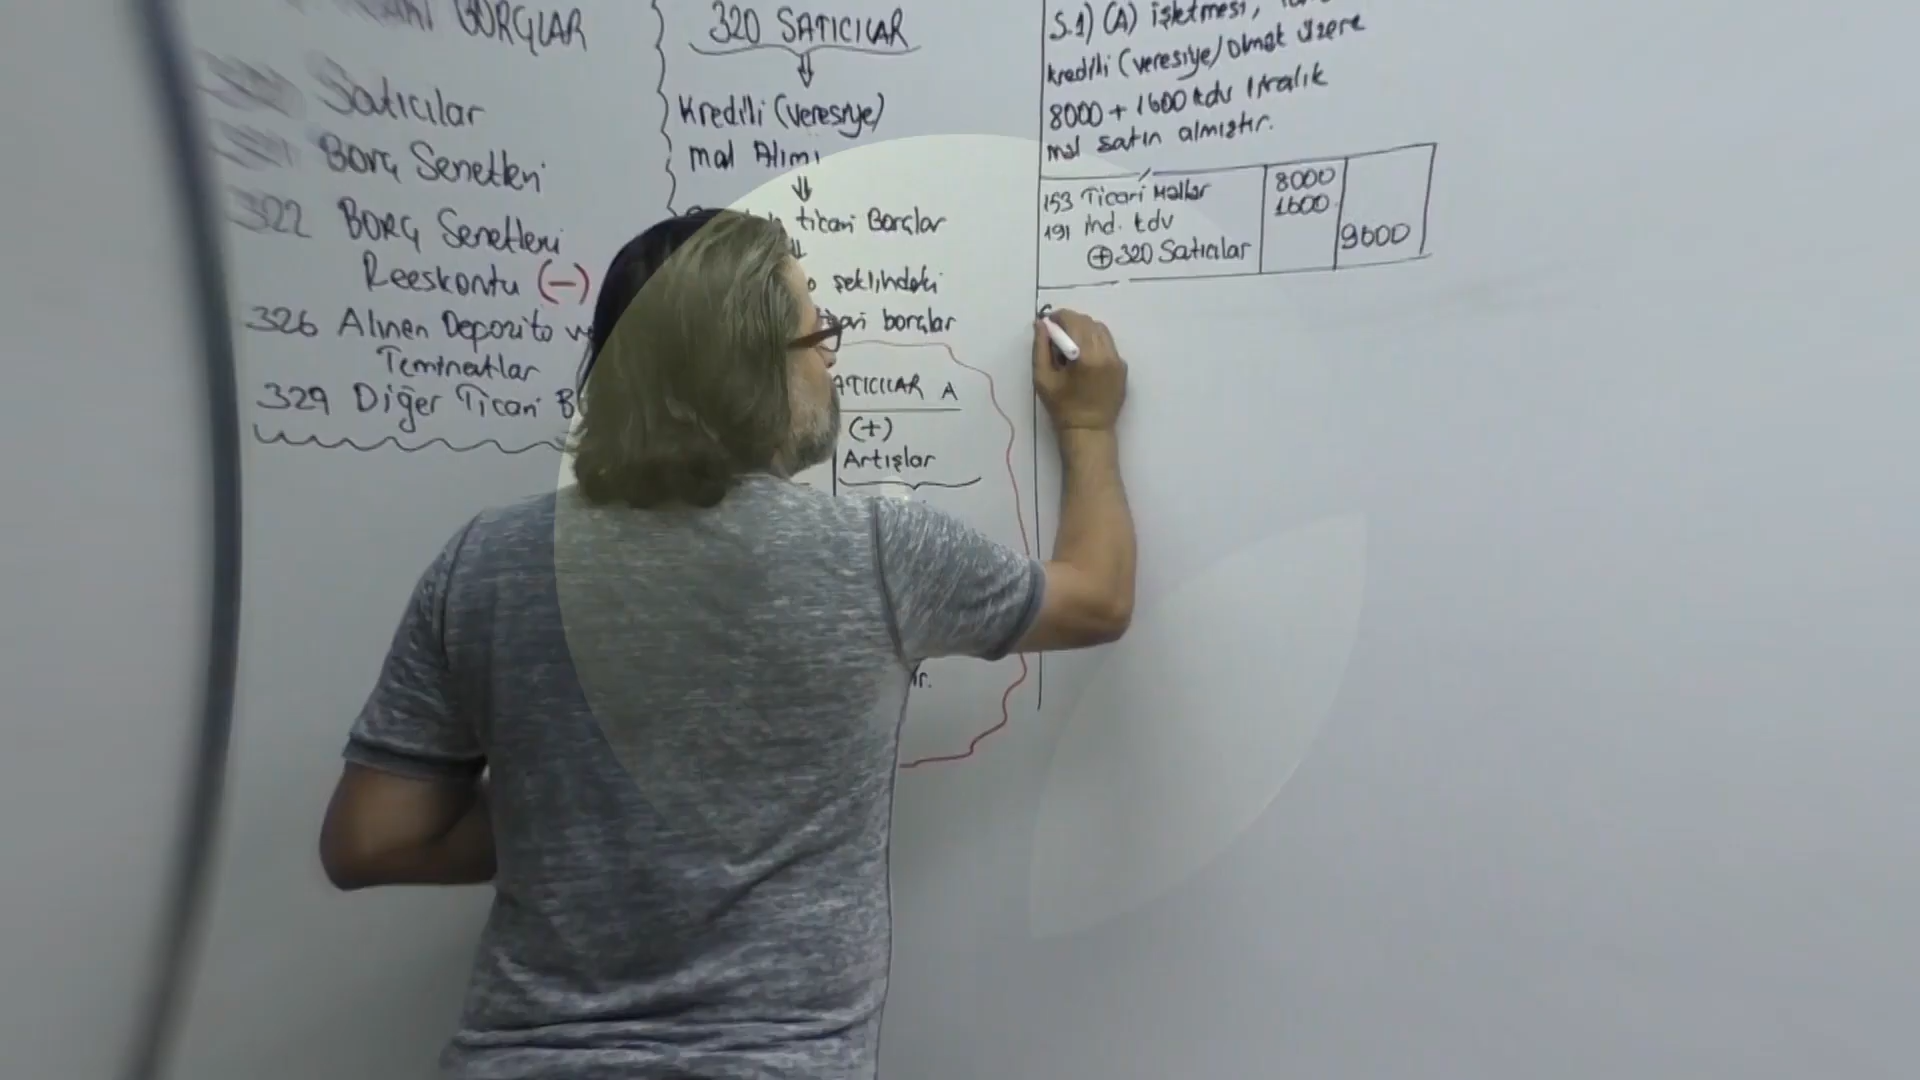 BORÇLAR
Satıcılar
Borç Senetleri
322 Borç Senetleri
Reeskontu (-)
326 Alınan Depozito ve
Teminatlar
329 Diğer Ticari B
320 SATICILAR
Kredili (veresiye)
mal Alımı
ticari Borçlar
şeklindeki
borçlar
ATICILAR A
(+)
Artışlar
S.1) (A) işletmesi,
kredili (veresiye) olmak üzere
8000 + 1600 kdv liralık
mal satın almıştır.
153 Ticari Mallar 8000
191 ind. kdv 1600
⊕320 Satıcılar 9600